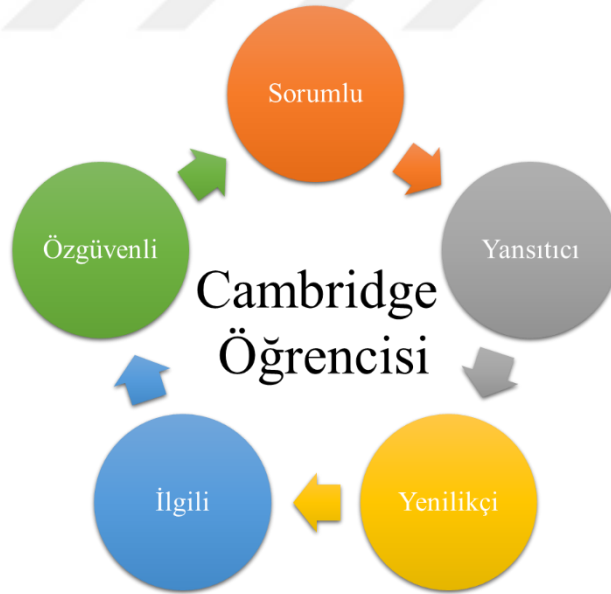 Sorumlu
Yansıtıcı
Yenilikçi
İlgili
Özgüvenli
Cambridge
Öğrencisi